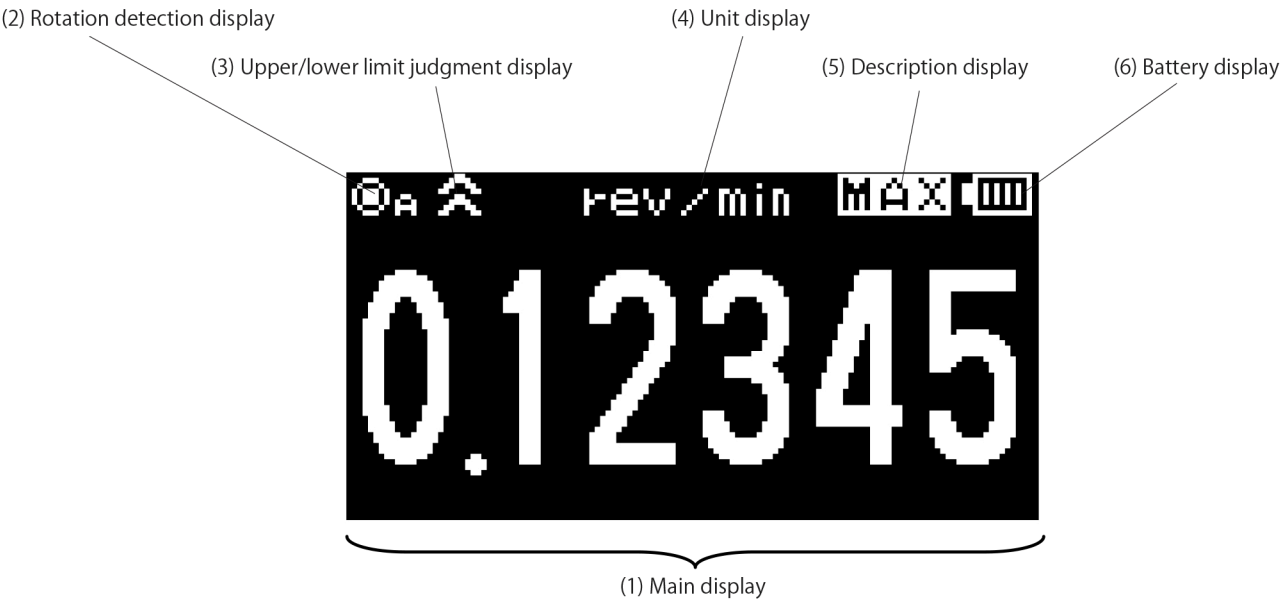 (2) Rotation detection display
(4) Unit display
(3) Upper/lower limit judgment display
(5) Description display
(6) Battery display
A
rev/min
MAX
0.12345
(1) Main display